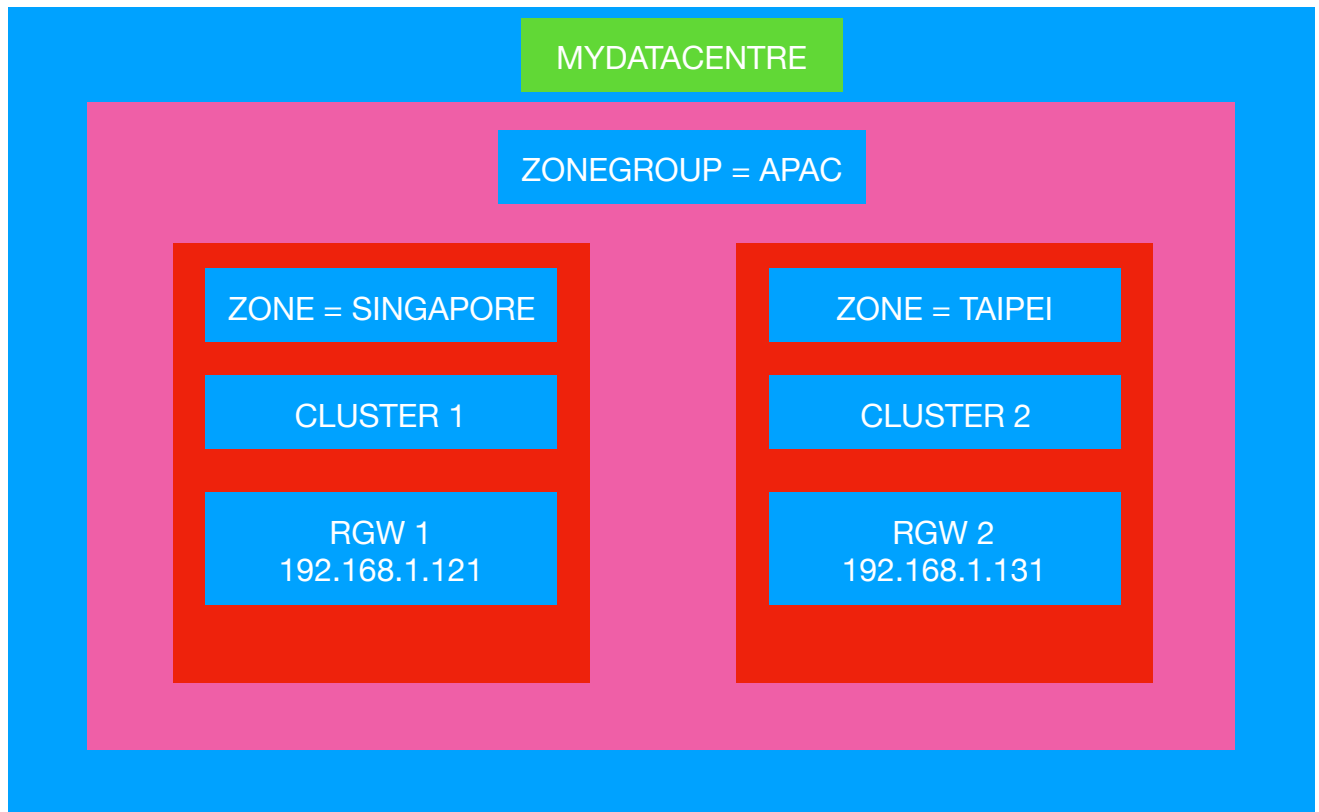 MYDATACENTRE
ZONEGROUP = APAC
ZONE = SINGAPORE
CLUSTER 1
RGW 1
192.168.1.121
ZONE = TAIPEI
CLUSTER 2
RGW 2
192.168.1.131